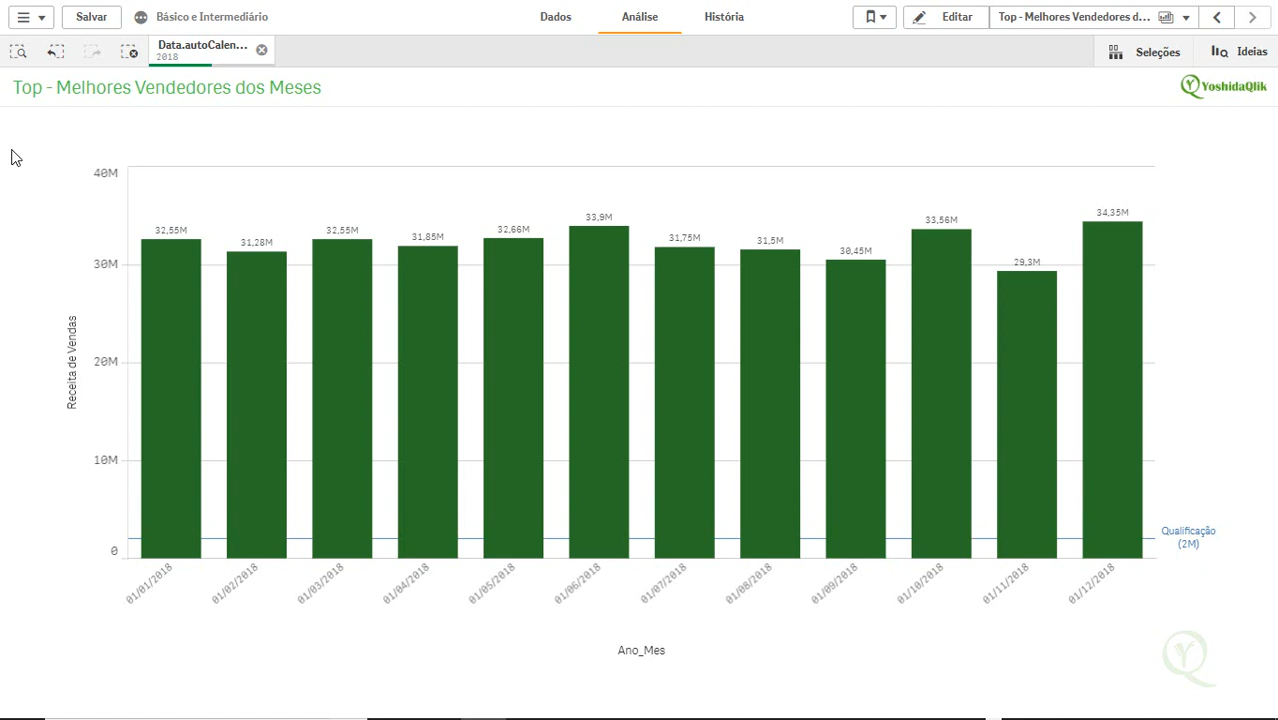 Salvar
Básico e Intermediário
Dados
Análise
História
Editar
Top - Melhores Vendedores d...
Data.autoCalen...
2018
Seleções
Ideias
Top - Melhores Vendedores dos Meses
YoshidaQlik
40M
30M
20M
10M
0
Receita de Vendas
32,55M
31,28M
32,55M
31,85M
32,66M
33,9M
31,75M
31,5M
30,45M
33,56M
29,3M
34,35M
Qualificação
(2M)
01/01/2018
01/02/2018
01/03/2018
01/04/2018
01/05/2018
01/06/2018
01/07/2018
01/08/2018
01/09/2018
01/10/2018
01/11/2018
01/12/2018
Ano_Mes